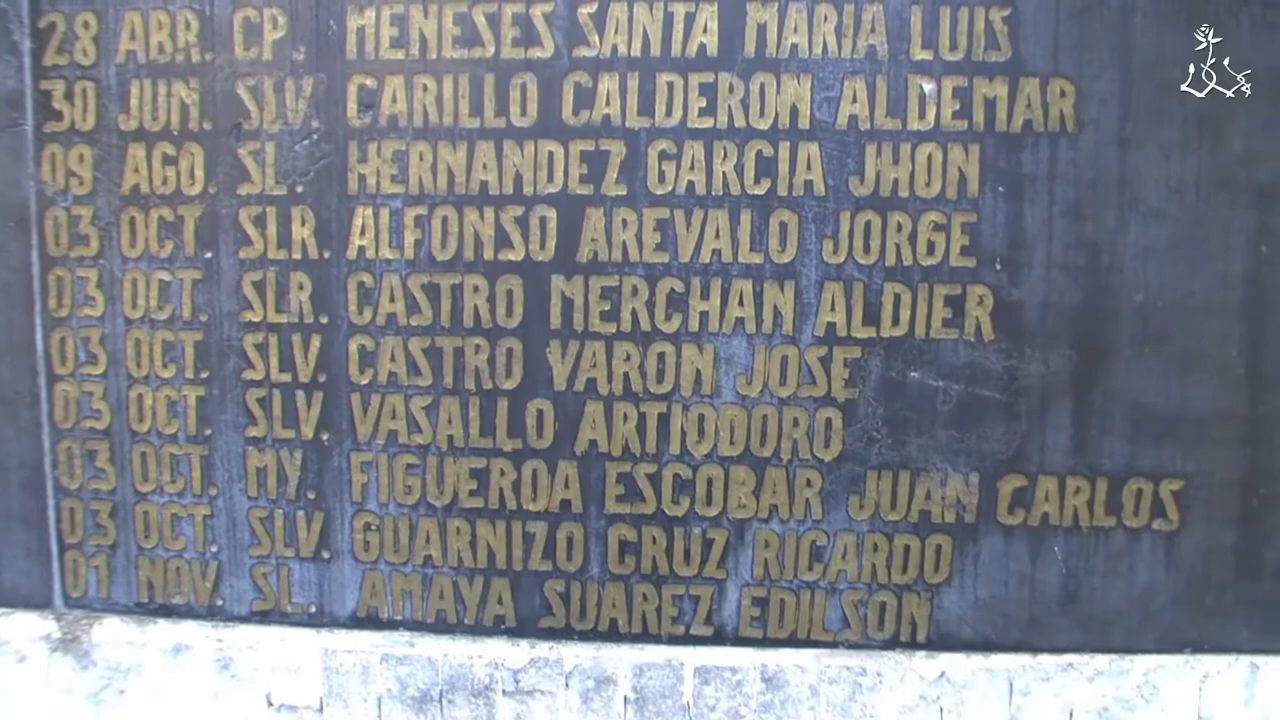 28 ABR. CP. MENESES SANTA MARIA LUIS
30 JUN. SLV. CARILLO CALDERON ALDEMAR
09 AGO. SL. HERNANDEZ GARCIA JHON
03 OCT. SLR. ALFONSO AREVALO JORGE.
03 OCT. SLR. CASTRO MERCHAN ALDIER
03 OCT. SLV. CASTRO VARON JOSE
03 OCT. SLV. VASALLO ARTIODORO
03 OCT. MY. FIGUEROA ESCOBAR JUAN CARLOS
03 OCT. SLV. GUARNIZO CRUZ RICARDO
01 NOV. SL. AMAYA SUAREZ EDILSON